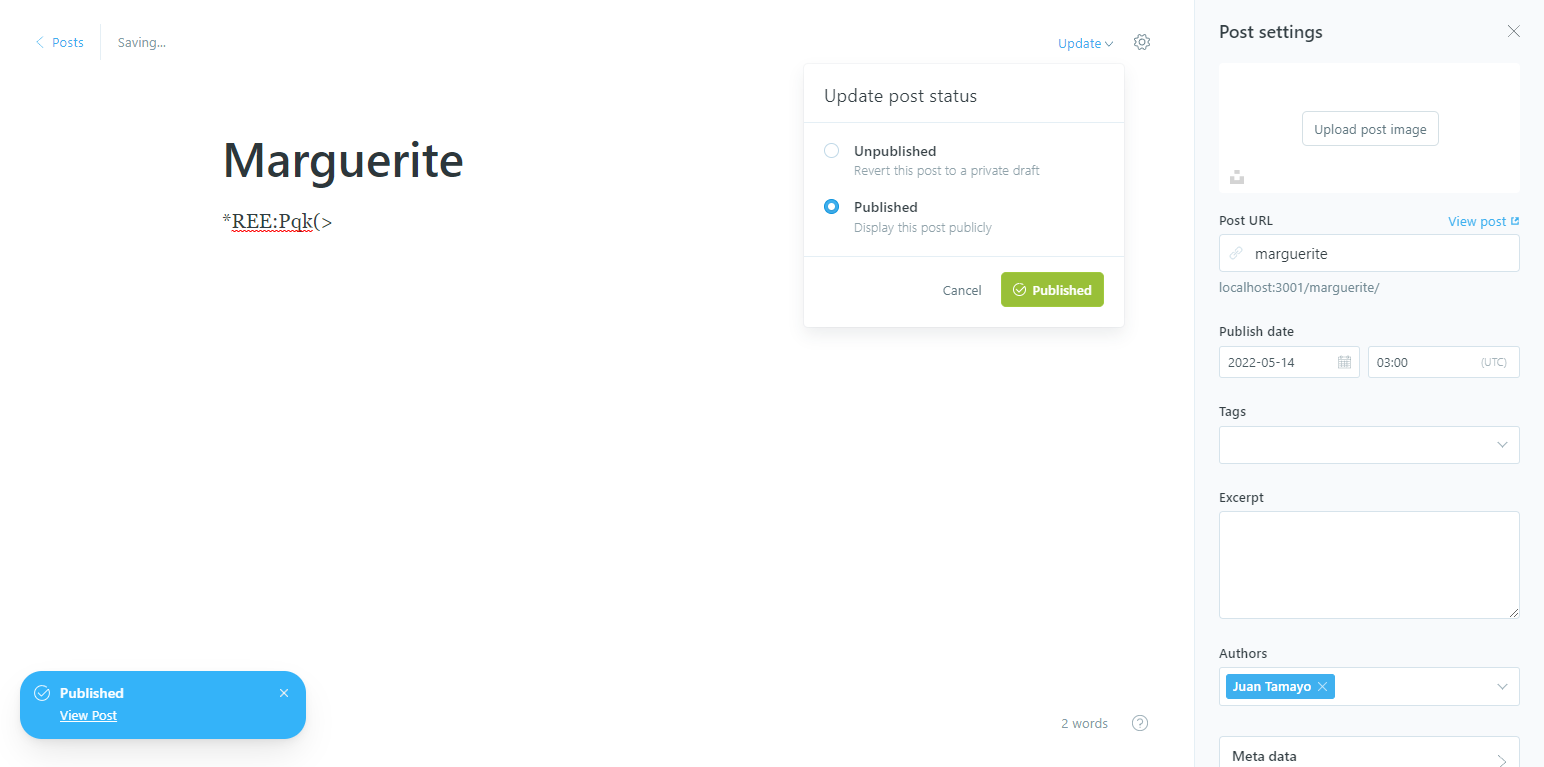 Posts
Saving...
Update
Marguerite
*REE:Pqk(>
Update post status
Unpublished
Revert this post to a private draft
Published
Display this post publicly
Cancel
Published
Published
View Post
2 words
?
Post settings
Upload post image
Post URL
View post
marguerite
localhost:3001/marguerite/
Publish date
2022-05-14
03:00
(UTC)
Tags
Excerpt
Authors
Juan Tamayo
Meta data